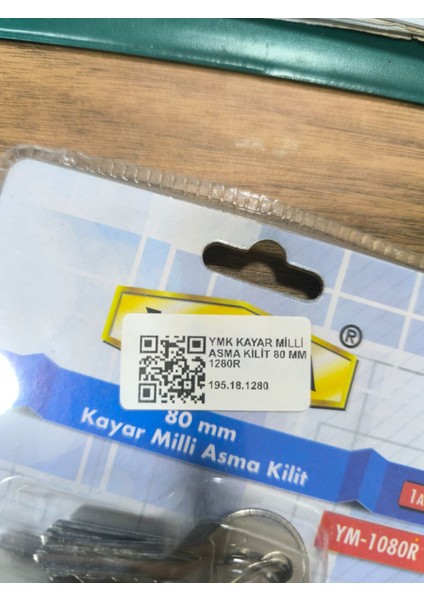 YMK KAYAR MİLLİ
ASMA KİLİT 80 MM
1280R
195.18.1280
®
80 mm
Kayar Milli Asma Kilit
YM-1080R